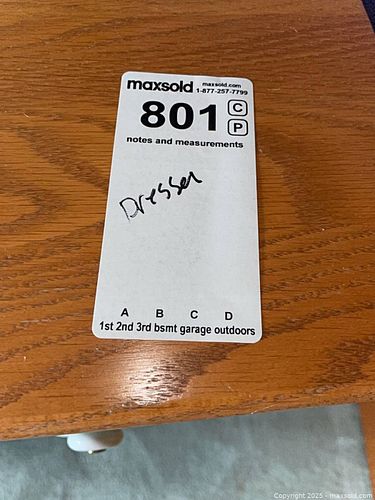 maxsold maxsold.com
1-877-257-7799
801 C
P
notes and measurements
Dresser
A B C D
1st 2nd 3rd bsmt garage outdoors
Copyright 2025 - maxsold.com